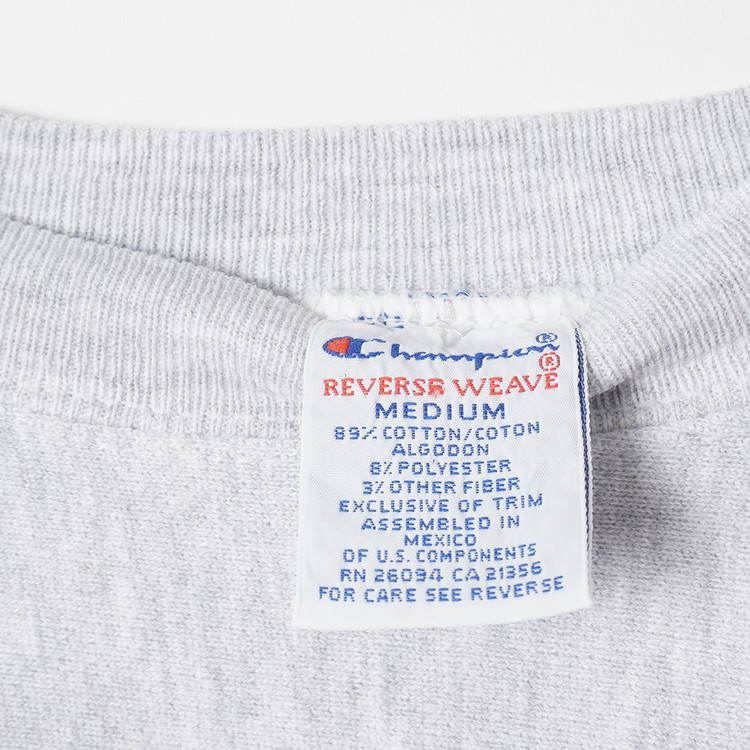 Champion®
REVERSE WEAVE®
MEDIUM
89% COTTON/COTON
ALGODON
8% POLYESTER
3% OTHER FIBER
EXCLUSIVE OF TRIM
ASSEMBLED IN
MEXICO
OF U.S. COMPONENTS
RN 26094 CA 21356
FOR CARE SEE REVERSE